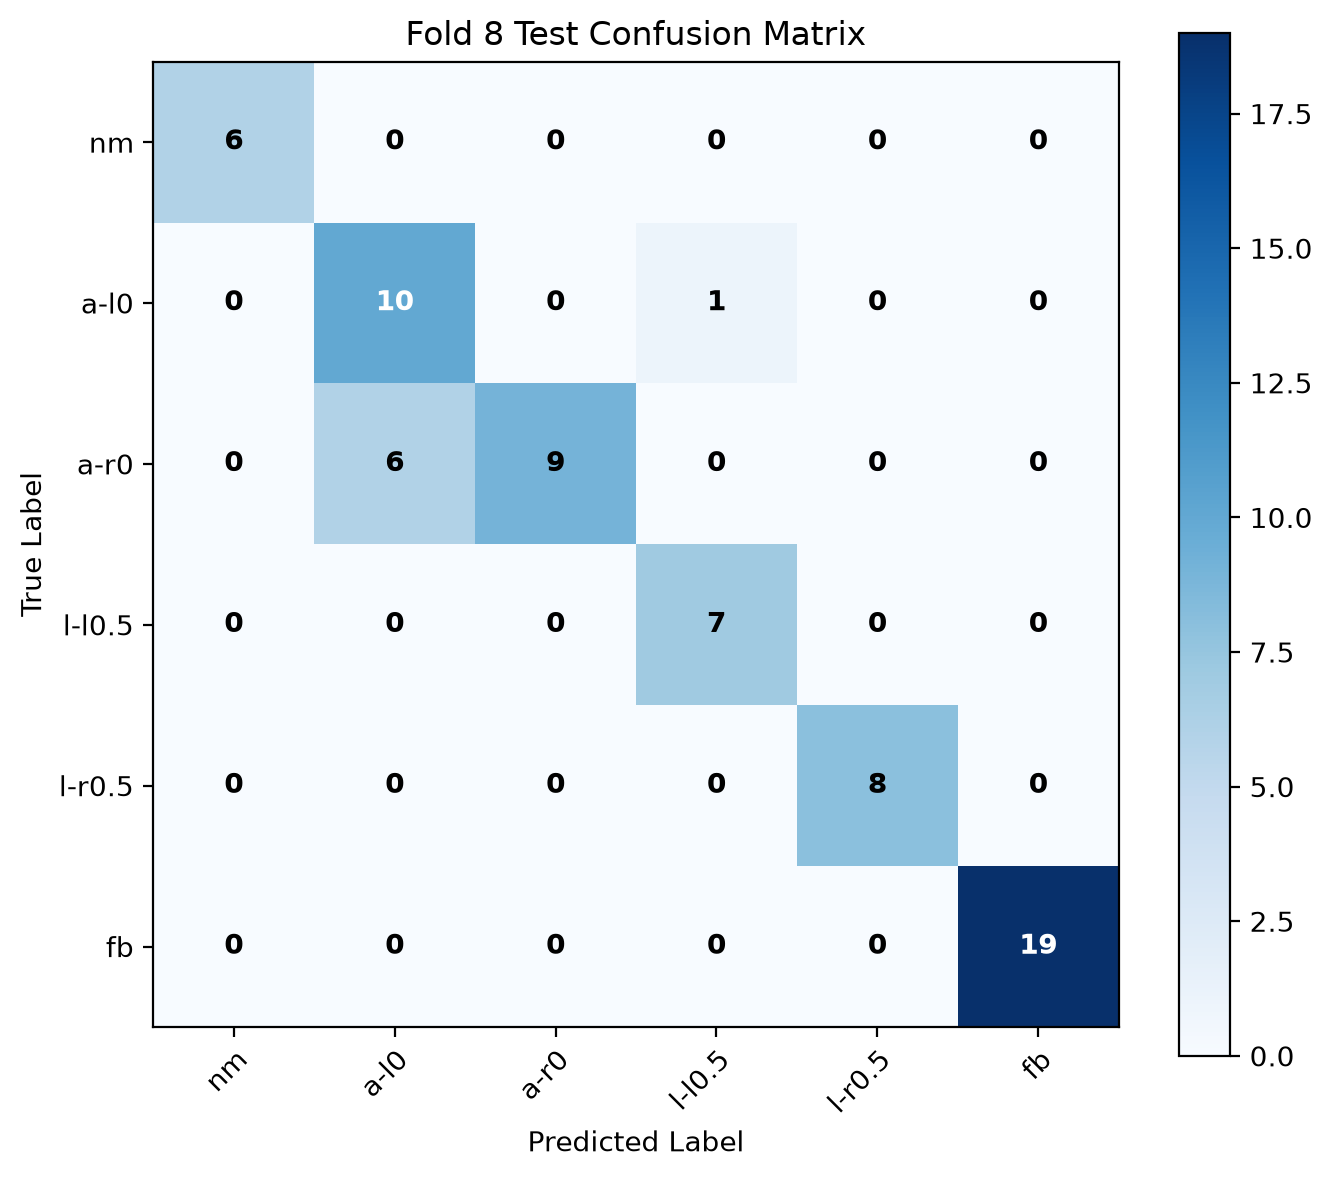 Fold 8 Test Confusion Matrix
nm 6 0 0 0 0 0
a-l0 0 10 0 1 0 0
a-r0 0 6 9 0 0 0
l-l0.5 0 0 0 7 0 0
l-r0.5 0 0 0 0 8 0
fb 0 0 0 0 0 19
nm a-l0 a-r0 l-l0.5 l-r0.5 fb
True Label
Predicted Label
17.5
15.0
12.5
10.0
7.5
5.0
2.5
0.0